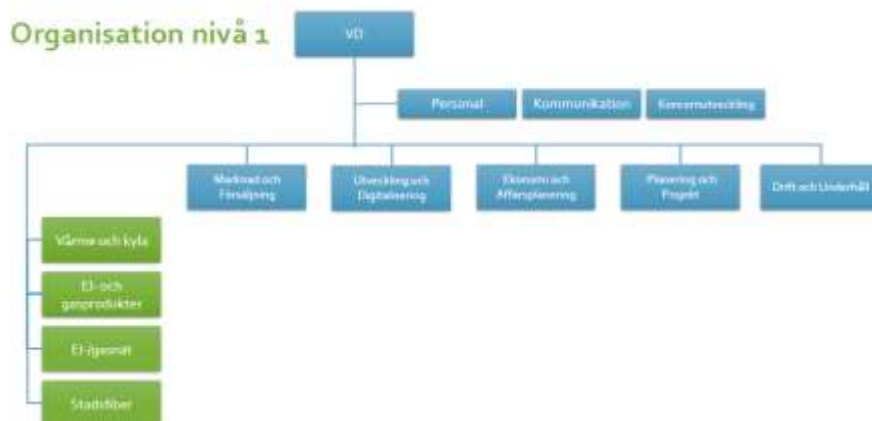 Organisation nivå 1
VD
Personal
Kommunikation
Koncernutveckling
Marknad och
Försäljning
Utveckling och
Digitalisering
Ekonomi och
Affärsplanering
Planering och
Projekt
Drift och Underhåll
Värme och kyla
El- och
gasprodukter
El-/gasnät
Stadsfiber